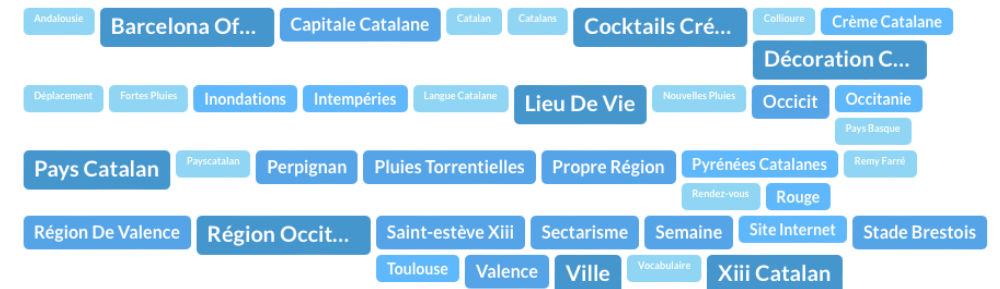 Andalousie Barcelona Of... Capitale Catalane Catalan Catalans Cocktails Cré... Collioure Crème Catalane
Décoration C...
Déplacement Fortes Pluies Inondations Intempéries Langue Catalane Lieu De Vie Nouvelles Pluies Occicit Occitanie
Pays Basque
Pays Catalan Payscatalan Perpignan Pluies Torrentielles Propre Région Pyrénées Catalanes Remy Farré
Rendez-vous Rouge
Région De Valence Région Occit... Saint-estève Xiii Sectarisme Semaine Site Internet Stade Brestois
Toulouse Valence Ville Vocabulaire Xiii Catalan